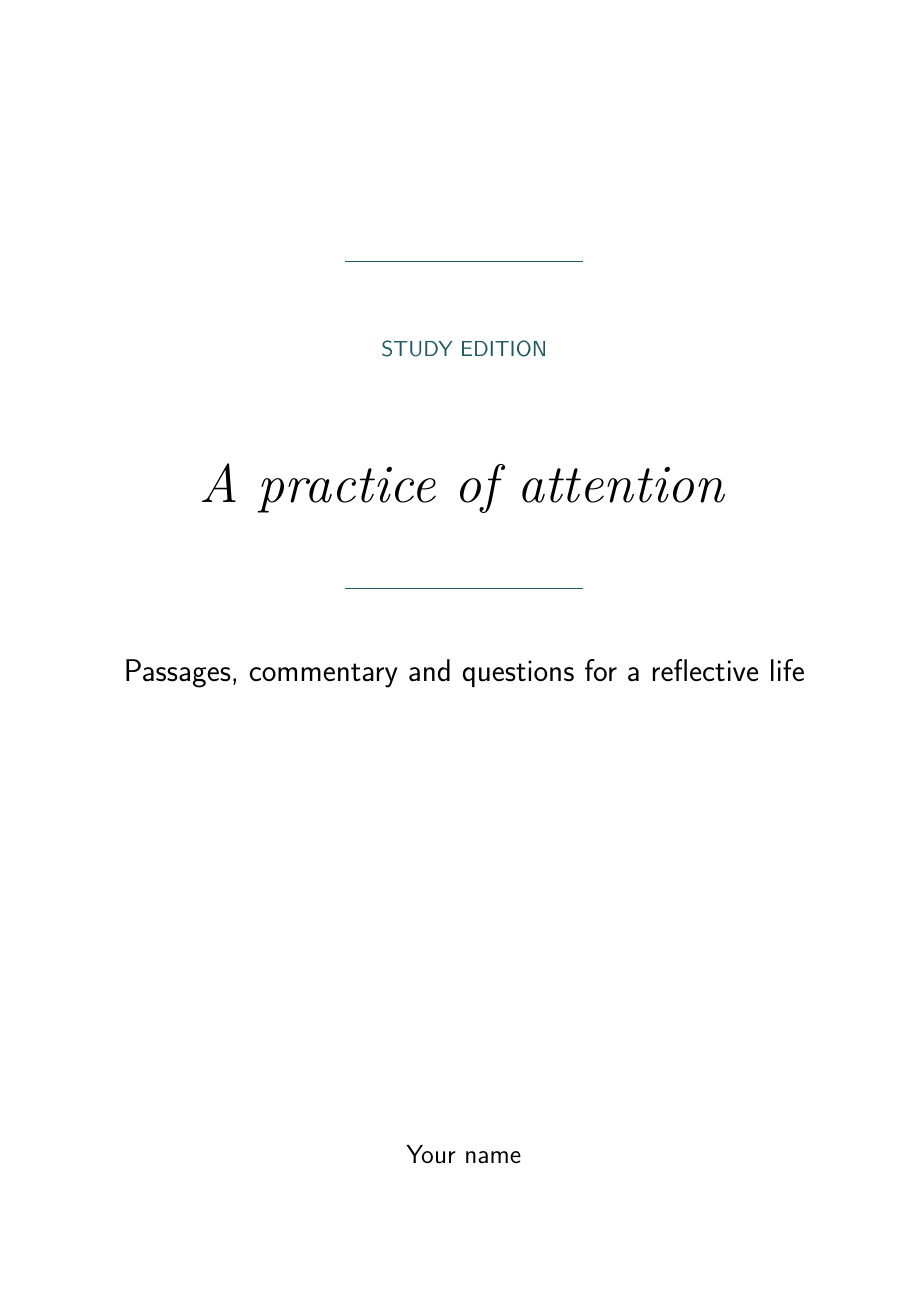 STUDY EDITION
A practice of attention
Passages, commentary and questions for a reflective life
Your name